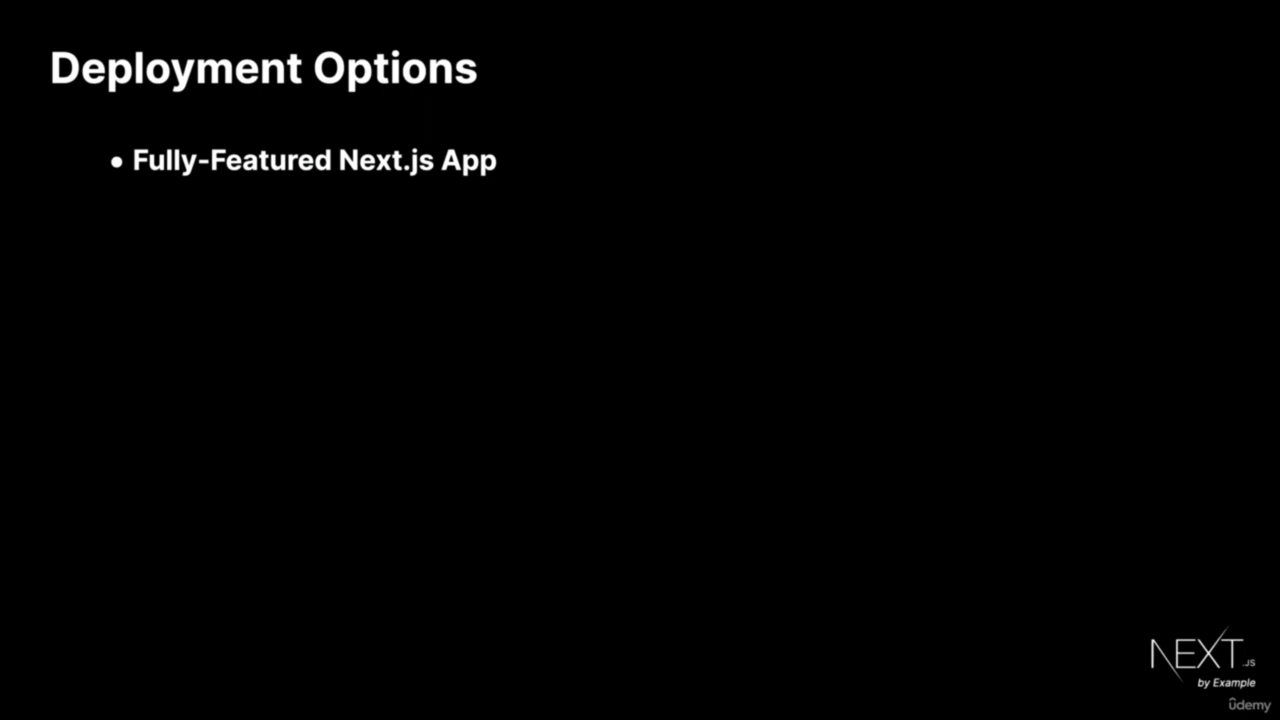 Deployment Options
• Fully-Featured Next.js App
NEXT.JS
by Example
ûdemy